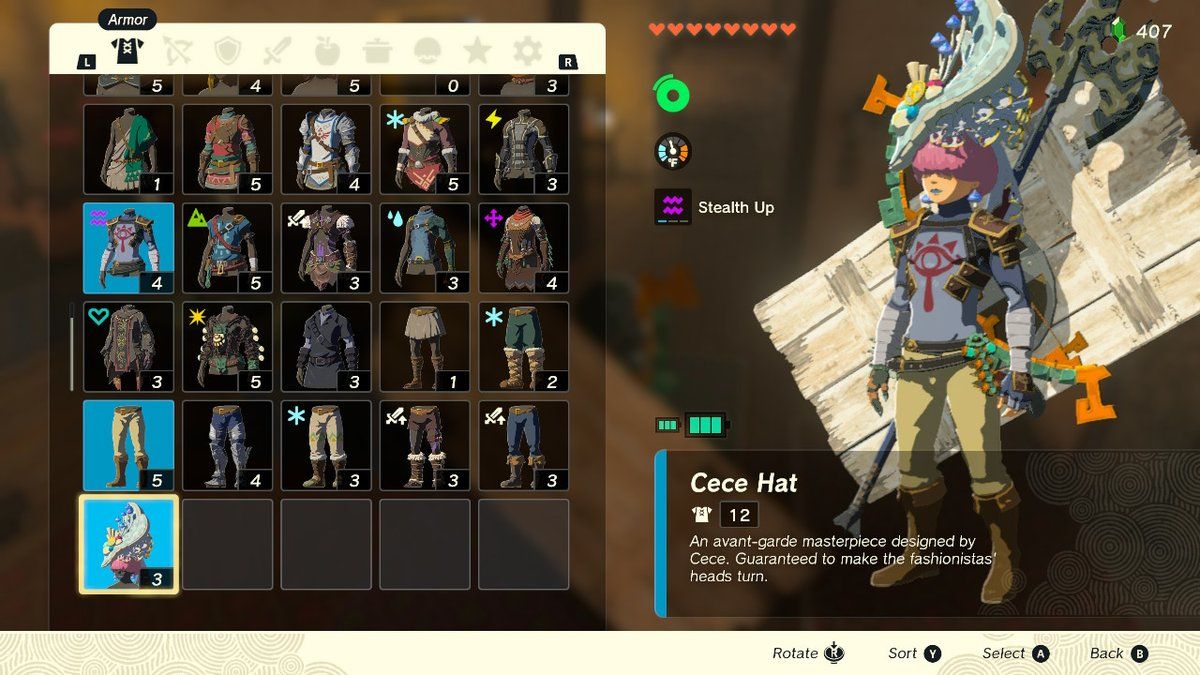 Armor
L
R
407
5 4 5 0 3
1 5 4 5 3
°F
4 5 3 3 4
Stealth Up
3 5 3 1 2
5 4 3 3 3
3
Cece Hat
12
An avant-garde masterpiece designed by
Cece. Guaranteed to make the fashionistas'
heads turn.
Rotate R Sort Y Select A Back B